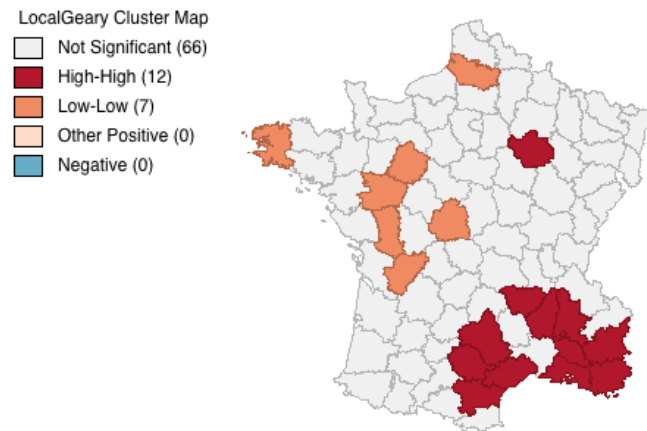 LocalGeary Cluster Map
Not Significant (66)
High-High (12)
Low-Low (7)
Other Positive (0)
Negative (0)